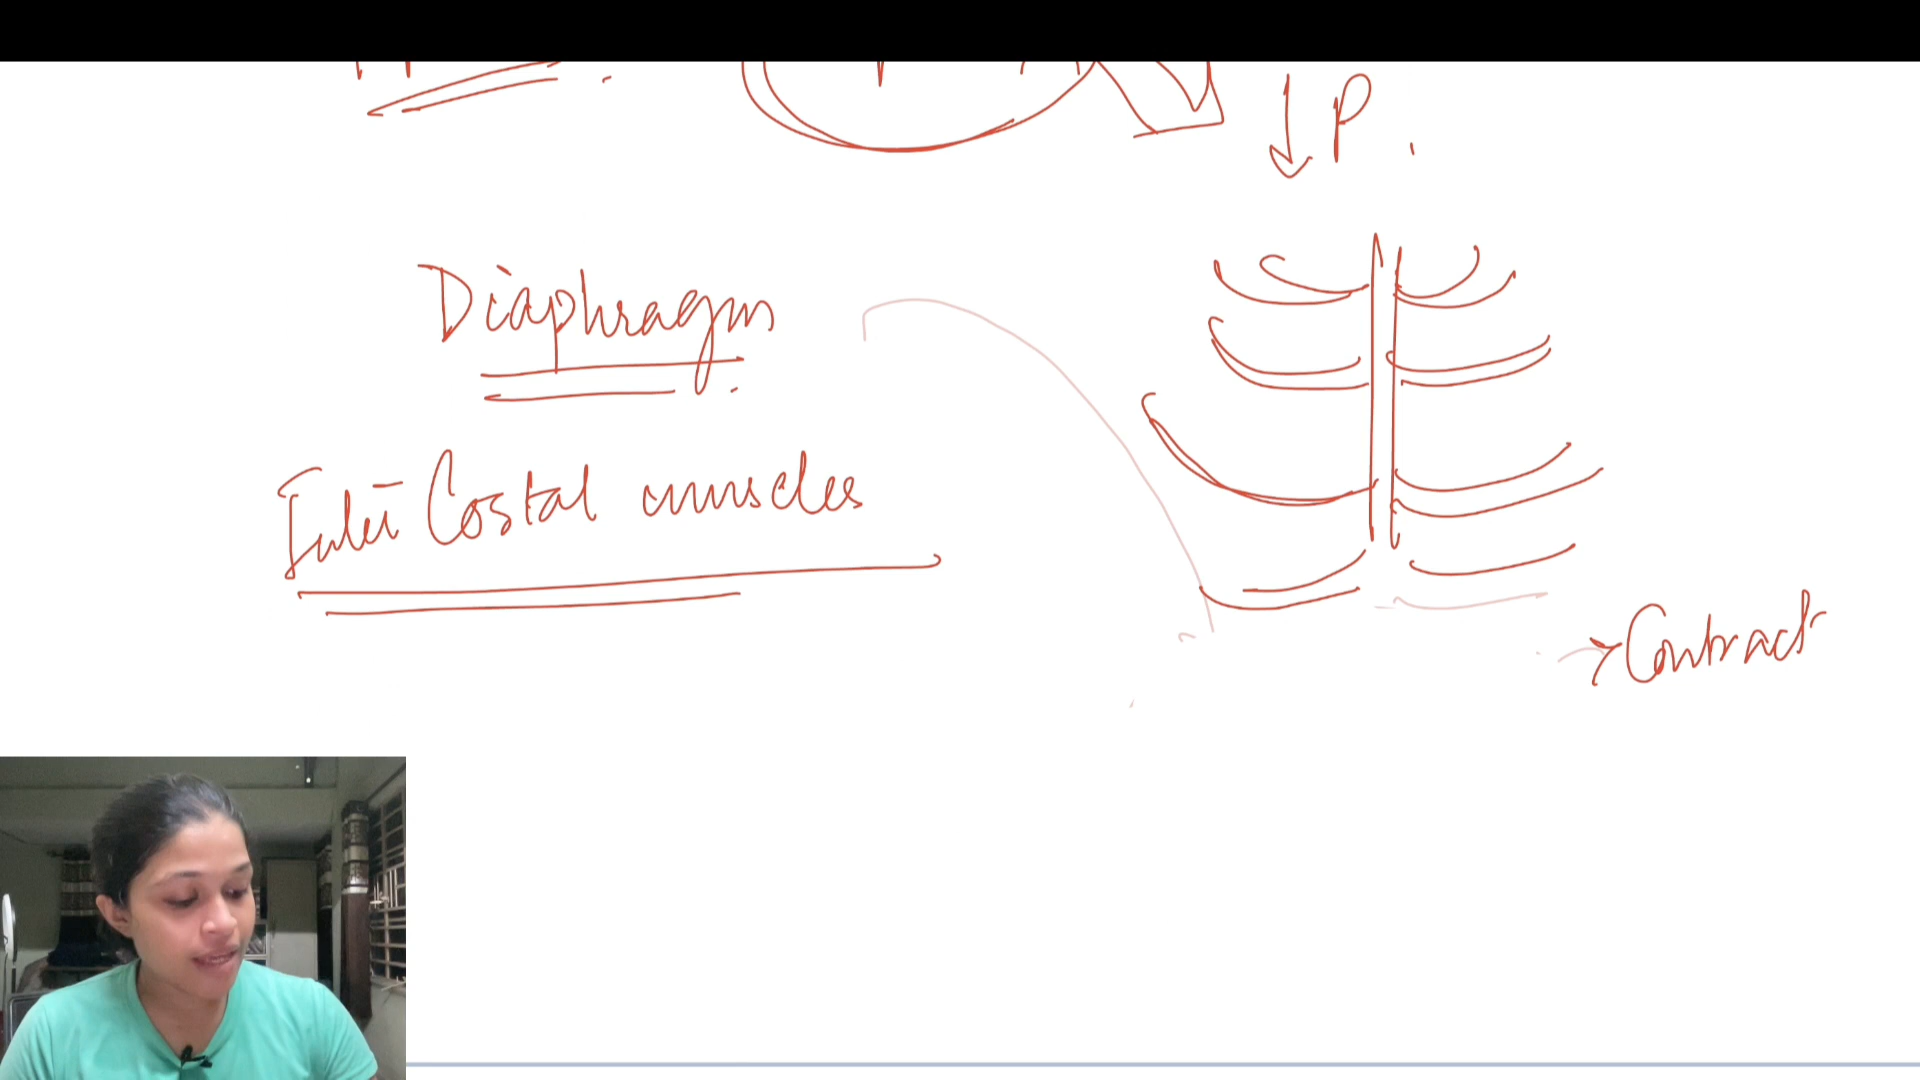 ↓ P.
Diaphragm
Inter Costal muscles
Contract